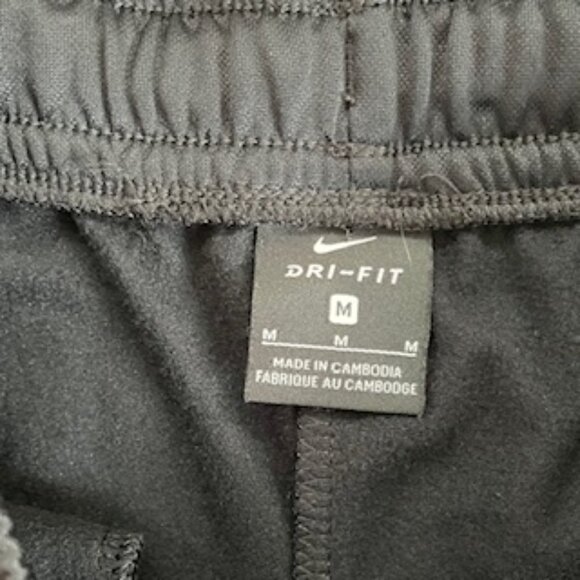 DRI-FIT
M
M M M
MADE IN CAMBODIA
FABRIQUE AU CAMBODGE